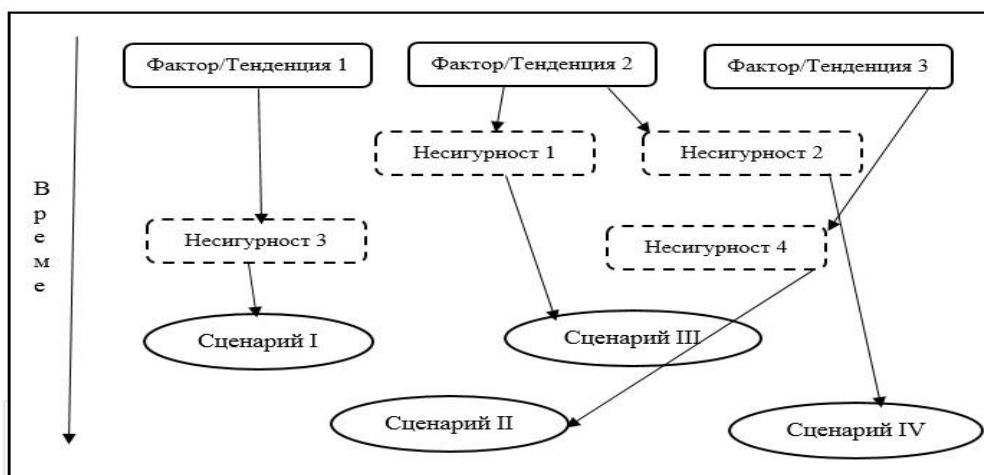 Фактор/Тенденция 1
Фактор/Тенденция 2
Фактор/Тенденция 3
Несигурност 1
Несигурност 2
Време
Несигурност 3
Несигурност 4
Сценарий I
Сценарий III
Сценарий II
Сценарий IV